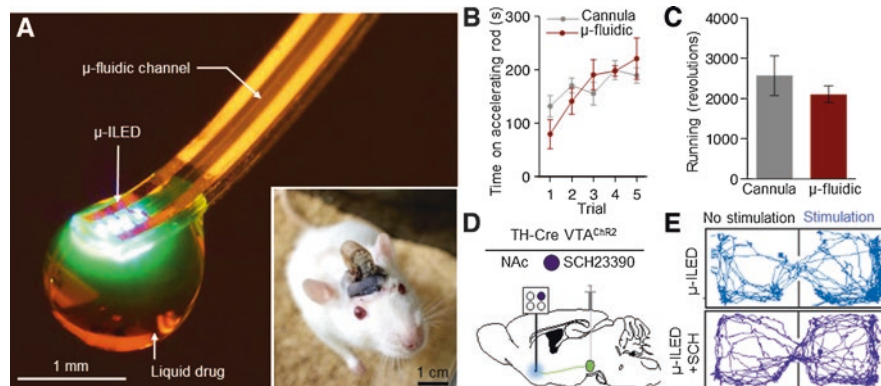 A
μ-fluidic channel
μ-ILED
Liquid drug
1 mm
1 cm
B
Time on accelerating rod (s)
300
200
100
0
Cannula
μ-fluidic
1 2 3 4 5
Trial
C
Running (revolutions)
4000
3000
2000
1000
0
Cannula μ-fluidic
D
TH-Cre VTAChR2
NAc SCH23390
E
No stimulation Stimulation
μ-ILED
μ-ILED
+SCH